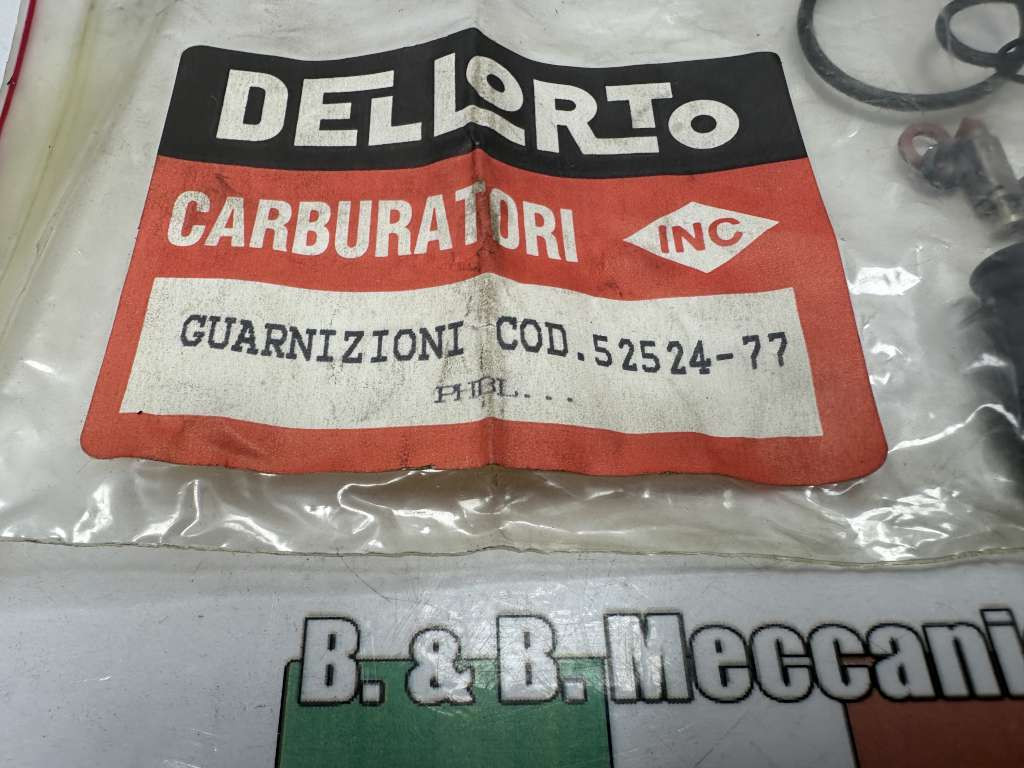 DELLORTO
CARBURATORI INC
GUARNIZIONI COD.52524-77
PHBL...
B. & B. Meccani